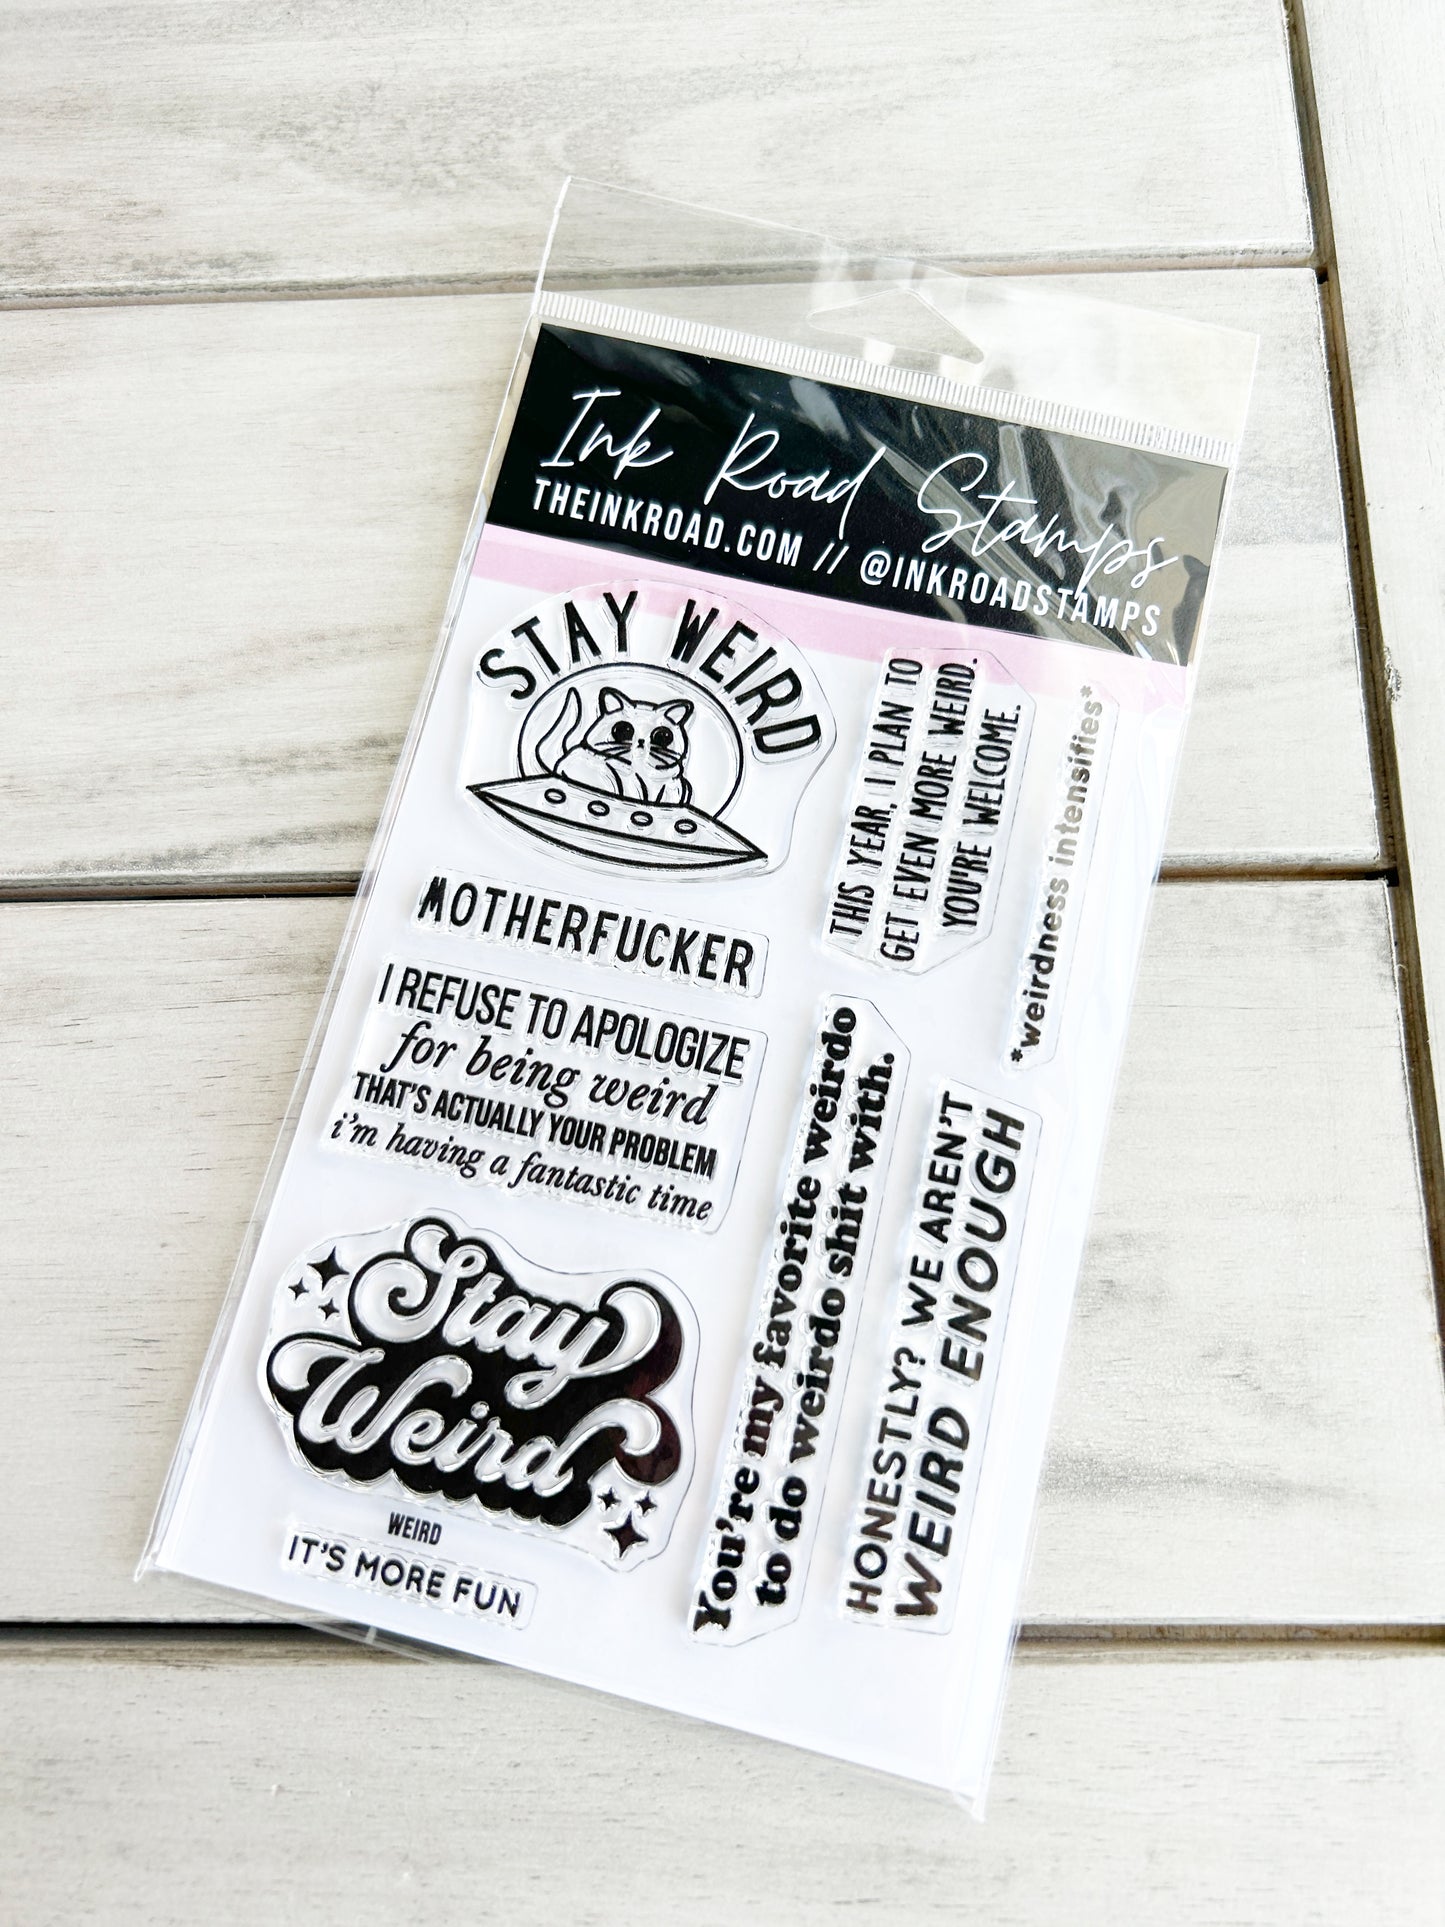 Ink Road Stamps
THEINKROAD.COM // @INKROADSTAMPS
STAY WEIRD
MOTHERFUCKER
I REFUSE TO APOLOGIZE
for being weird
THAT'S ACTUALLY YOUR PROBLEM
i'm having a fantastic time
Stay
Weird
WEIRD
IT'S MORE FUN
THIS YEAR, I PLAN TO
GET EVEN MORE WEIRD.
YOU'RE WELCOME.
*weirdness intensifies*
You're my favorite weirdo
to do weirdo shit with.
HONESTLY? WE AREN'T
WEIRD ENOUGH